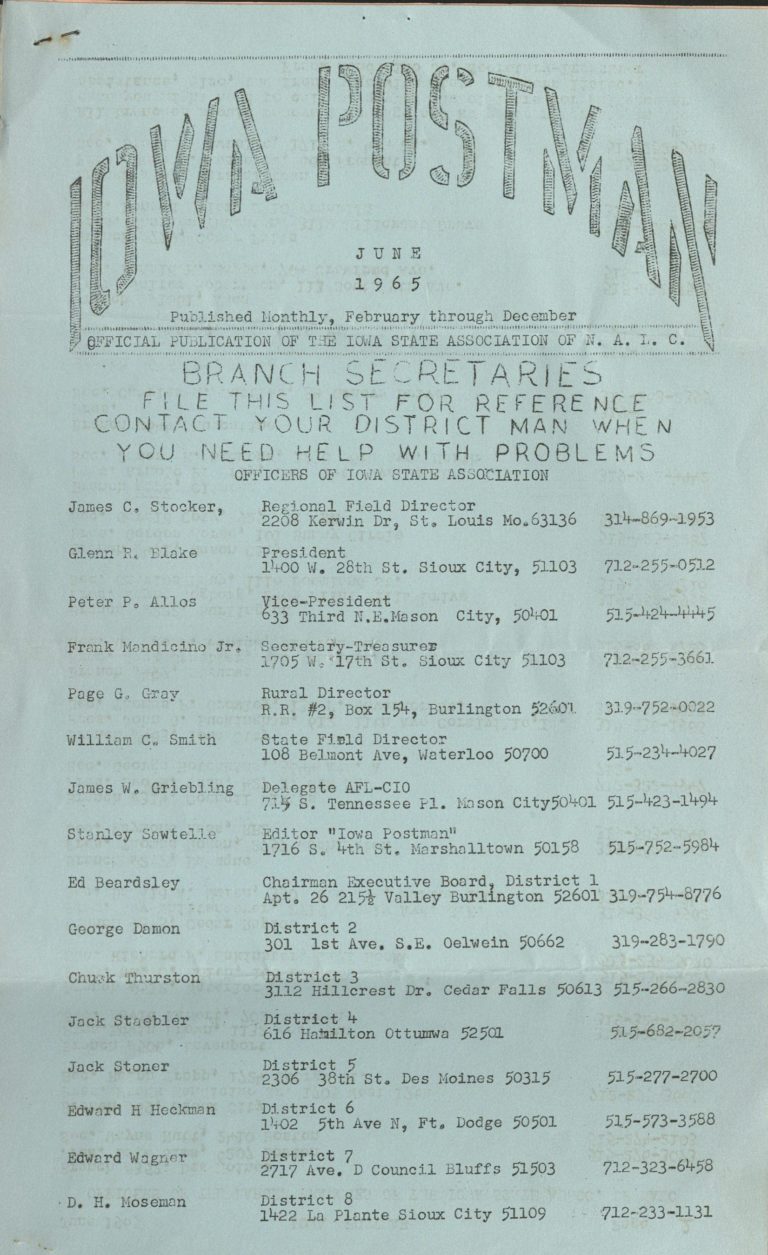 IOWA POSTMAN
JUNE
1965
Published Monthly, February through December
OFFICIAL PUBLICATION OF THE IOWA STATE ASSOCIATION OF N. A. L. C.
BRANCH SECRETARIES
FILE THIS LIST FOR REFERENCE
CONTACT YOUR DISTRICT MAN WHEN
YOU NEED HELP WITH PROBLEMS
OFFICERS OF IOWA STATE ASSOCIATION
James C. Stocker, Regional Field Director
2208 Kerwin Dr, St. Louis Mo.63136 314-869-1953
Glenn R. Blake President
1400 W. 28th St. Sioux City, 51103 712-255-0512
Peter P. Allos Vice-President
633 Third N.E.Mason City, 50401 515-424-4445
Frank Mandicino Jr. Secretary-Treasurer
1705 W. 17th St. Sioux City 51103 712-255-3661
Page G. Gray Rural Director
R.R. #2, Box 154, Burlington 52601 319-752-0022
William C. Smith State Field Director
108 Belmont Ave, Waterloo 50700 515-234-4027
James W. Griebling Delegate AFL-CIO
S. Tennessee Pl. Mason City50401 515-423-1494
Stanley Sawtelle Editor "Iowa Postman"
1716 S. 4th St. Marshalltown 50158 515-752-5984
Ed Beardsley Chairman Executive Board, District 1
Apt. 26 215½ Valley Burlington 52601 319-754-8776
George Damon District 2
301 1st Ave. S.E. Oelwein 50662 319-283-1790
Chuck Thurston District 3
3112 Hillcrest Dr. Cedar Falls 50613 515-266-2830
Jack Staebler District 4
616 Hamilton Ottumwa 52501 515-682-2057
Jack Stoner District 5
2306 38th St. Des Moines 50315 515-277-2700
Edward H Heckman District 6
1402 5th Ave N, Ft. Dodge 50501 515-573-3588
Edward Wagner District 7
2717 Ave. D Council Bluffs 51503 712-323-6458
D. H. Moseman District 8
1422 La Plante Sioux City 51109 712-233-1131